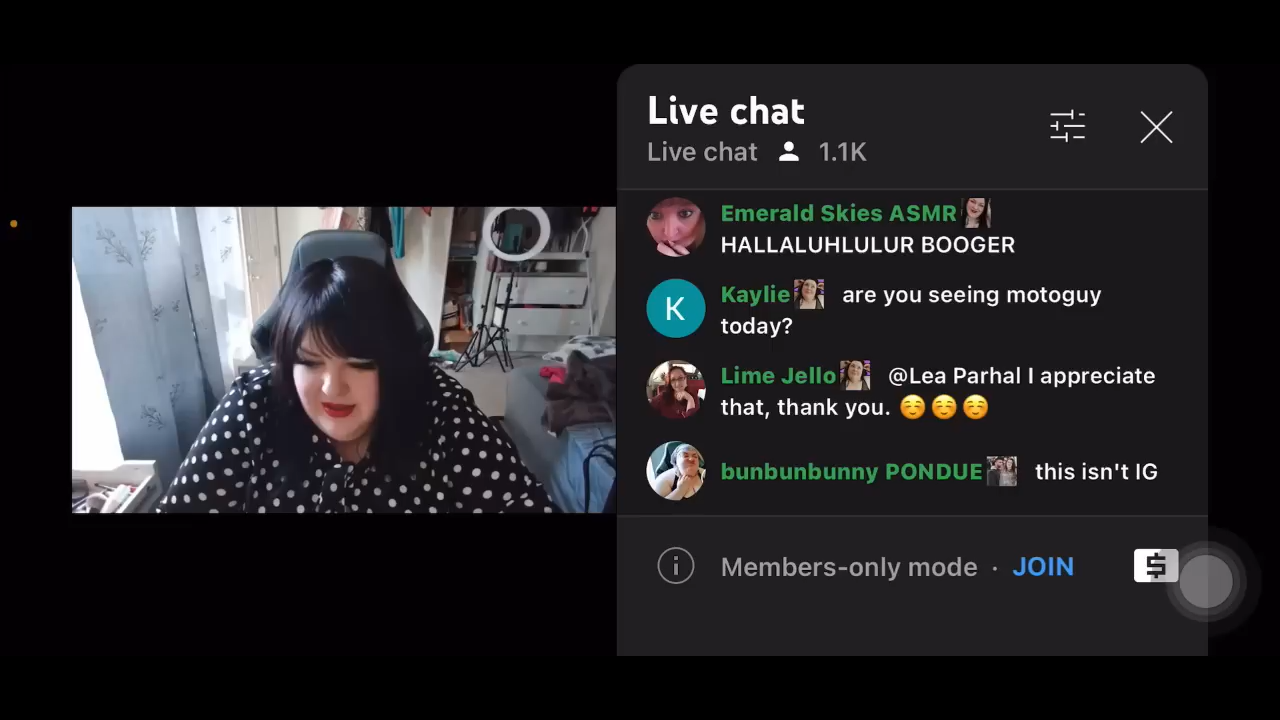 Live chat
Live chat 1.1K
Emerald Skies ASMR
HALLALUHLULUR BOOGER
Kaylie are you seeing motoguy
today?
K
Lime Jello @Lea Parhal I appreciate
that, thank you. ☺️☺️☺️
bunbunbunny PONDUE this isn't IG
Members-only mode · JOIN
$